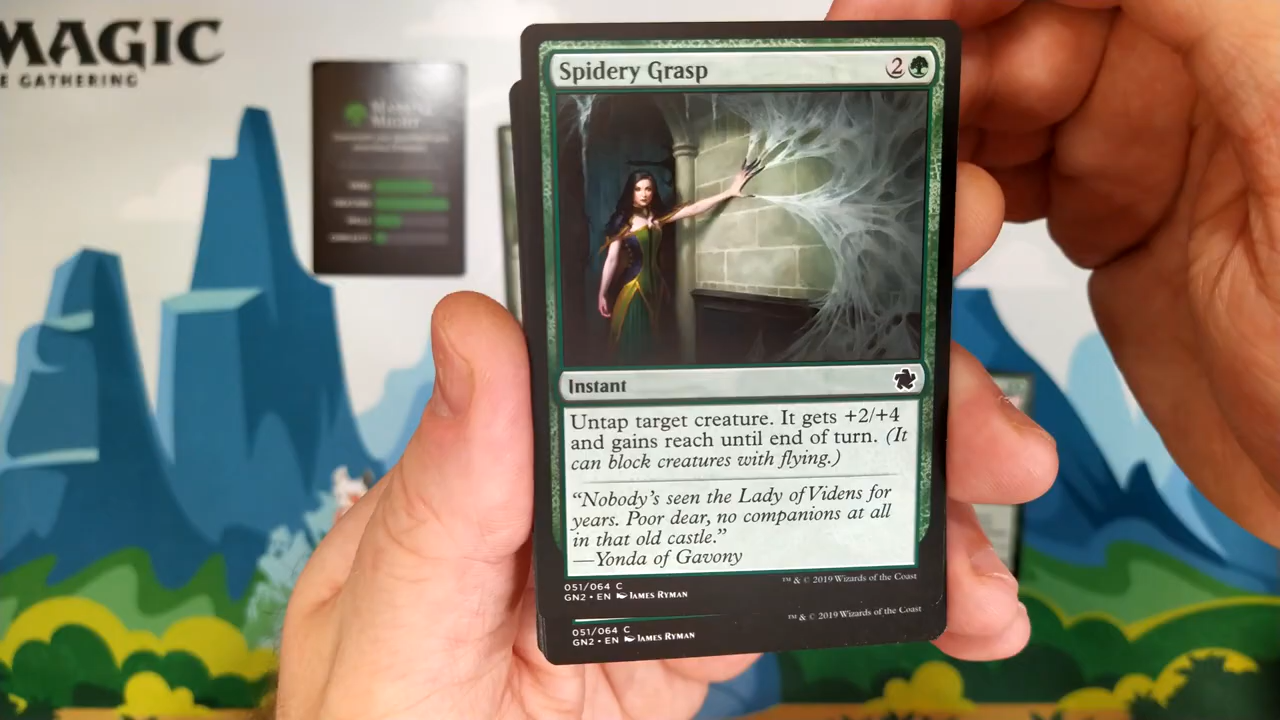 MAGIC
E GATHERING
Spidery Grasp
2
Instant
Untap target creature. It gets +2/+4
and gains reach until end of turn. (It
can block creatures with flying.)
“Nobody’s seen the Lady of Videns for
years. Poor dear, no companions at all
in that old castle.”
—Yonda of Gavony
051/064 C
GN2 • EN James Ryman
™ & © 2019 Wizards of the Coast
051/064 C
GN2 • EN James Ryman
™ & © 2019 Wizards of the Coast